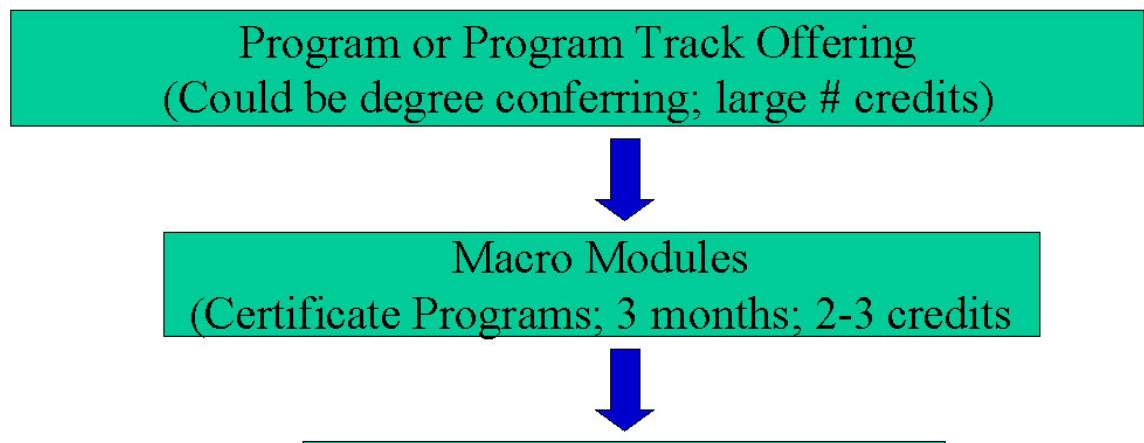 Program or Program Track Offering
(Could be degree conferring; large # credits)
Macro Modules
(Certificate Programs; 3 months; 2-3 credits